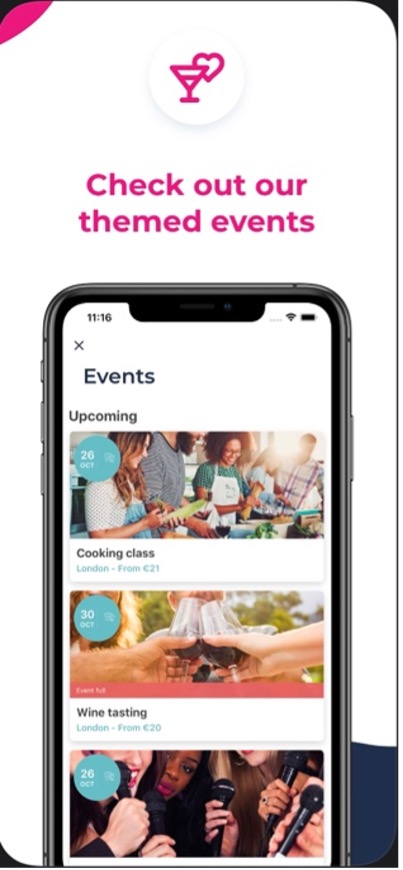 Check out our
themed events
11:16
Events
Upcoming
26
OCT
Cooking class
London - From €21
30
OCT
Event full
Wine tasting
London - From €20
26
OCT